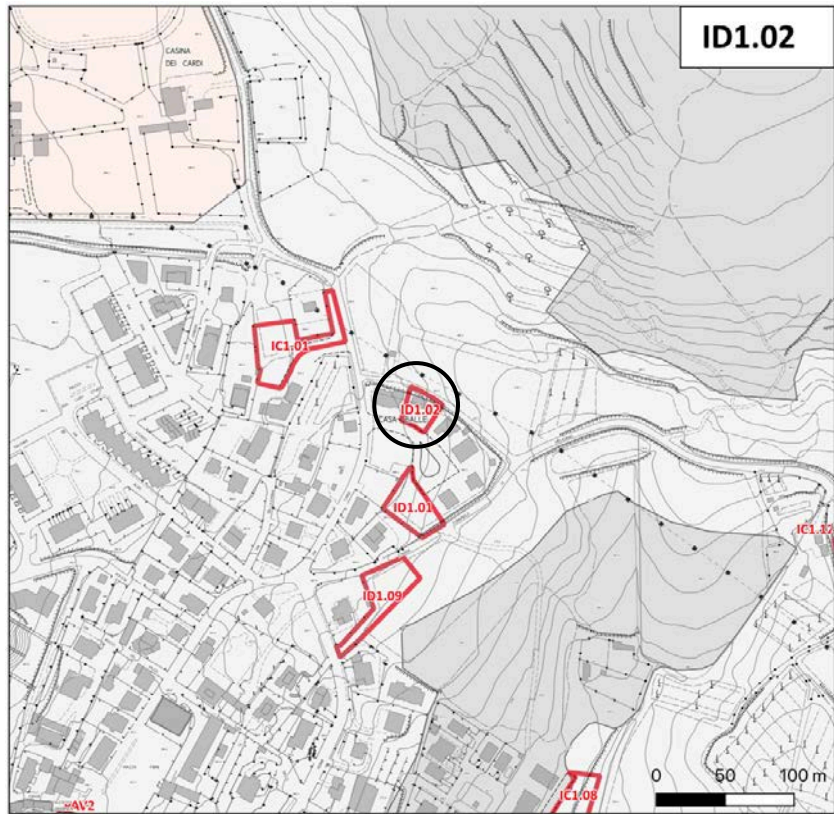 ID1.02
CASINA
DEI CARDI
IC1.01
ID1.02
ID1.01
IC1.12
ID1.09
0 50 100 m
IC1.08
AV2